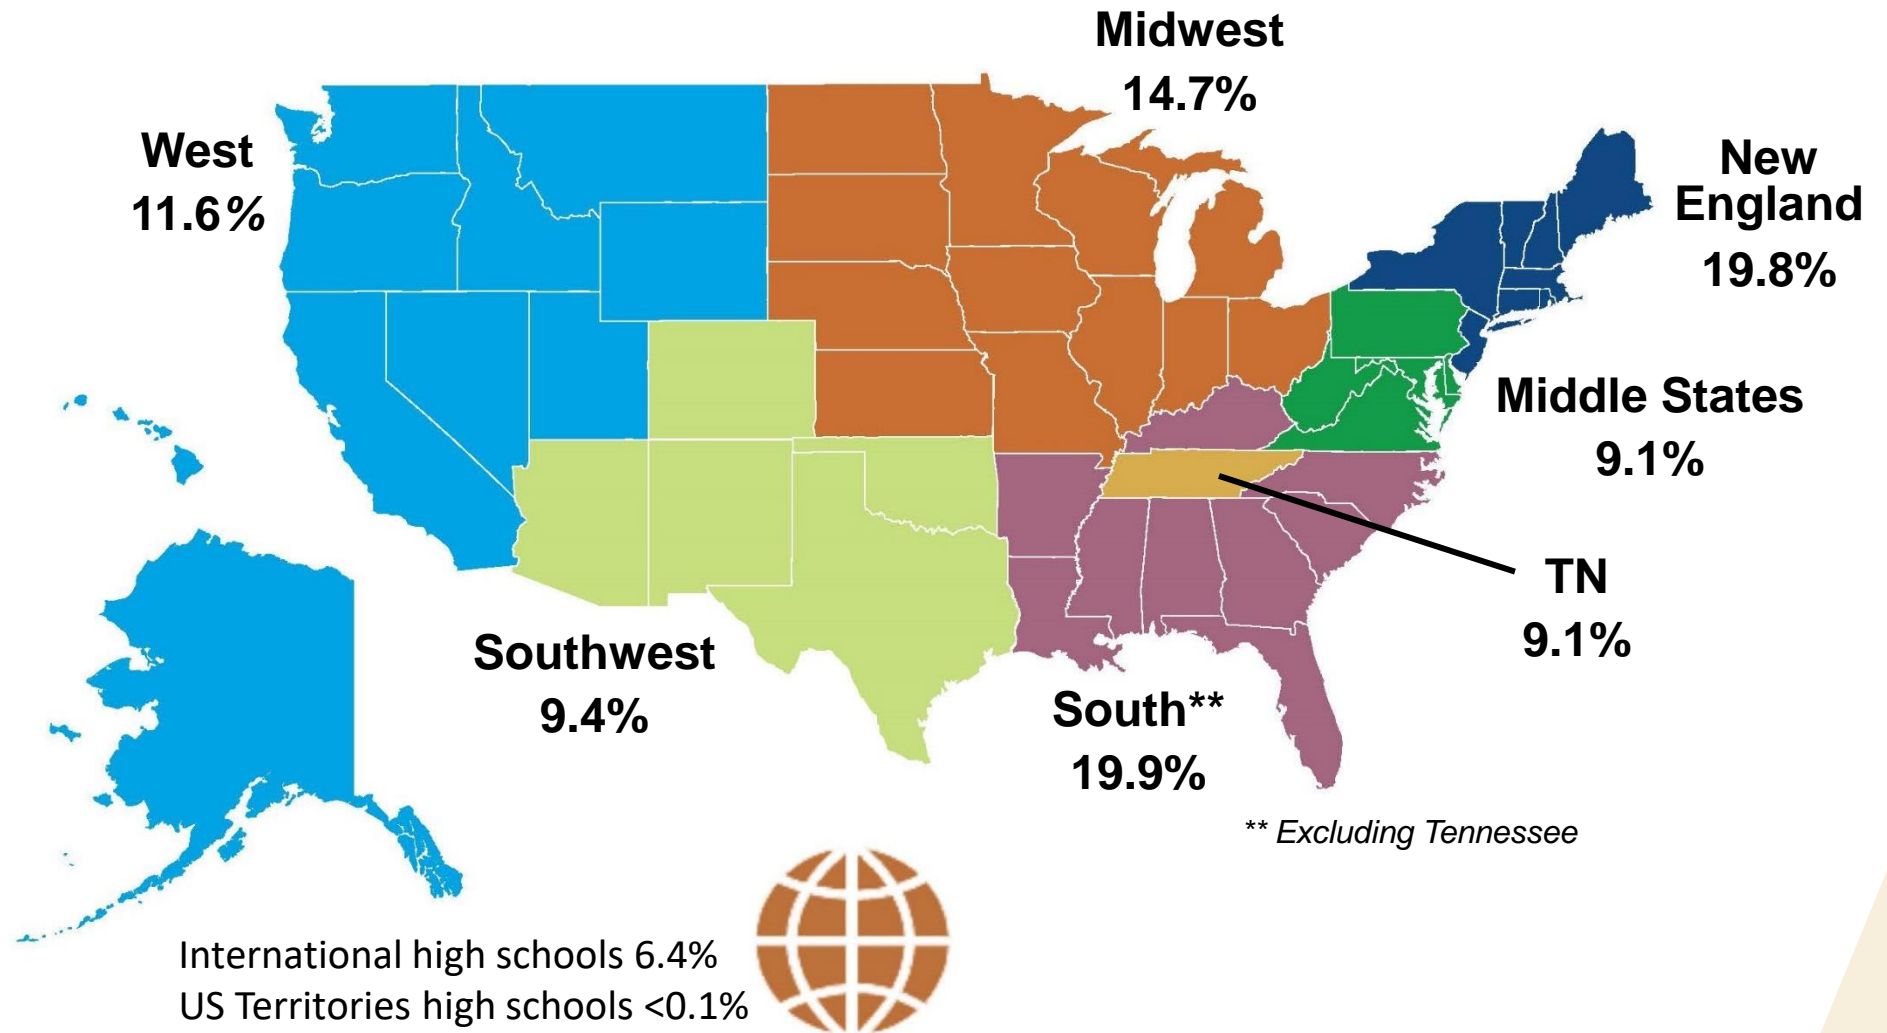 Midwest
14.7%
West
11.6%
New
England
19.8%
Middle States
9.1%
TN
9.1%
Southwest
9.4%
South**
19.9%
** Excluding Tennessee
International high schools 6.4%
US Territories high schools <0.1%